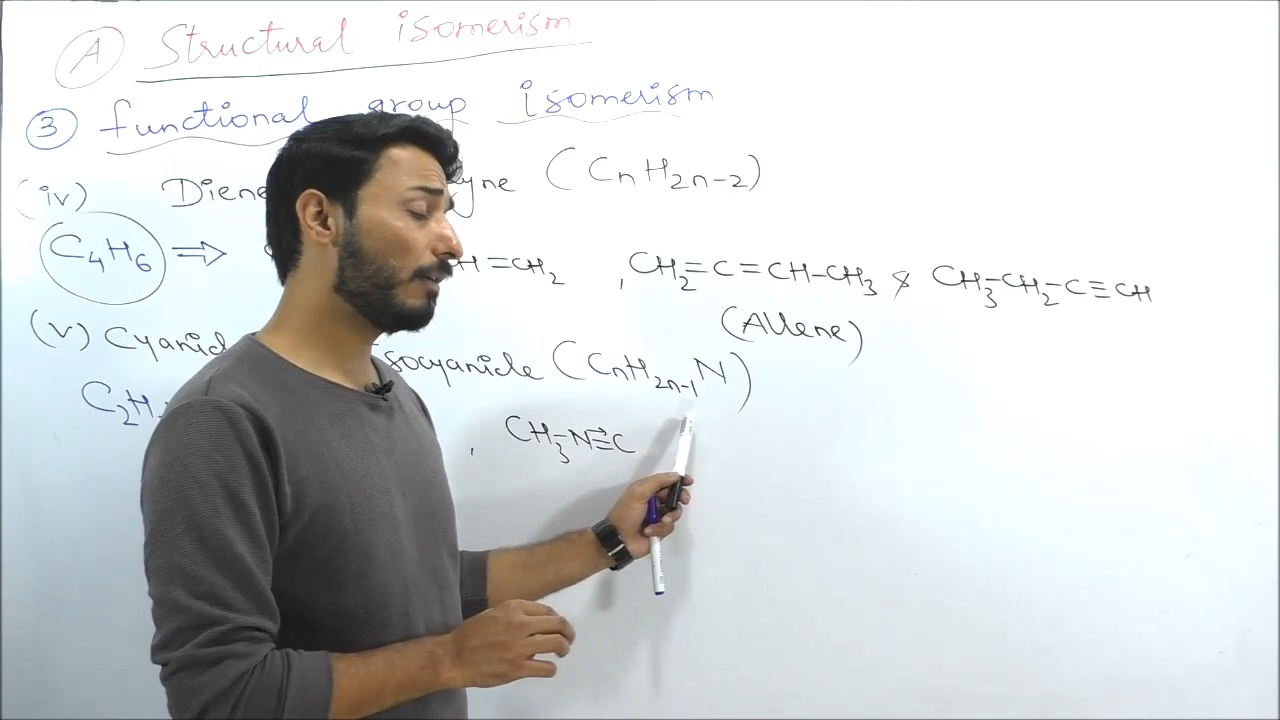 A Structural isomerism
3 functional group isomerism
(iv) Diene yne (CnH2n-2)
C4H6 ⇒ H=CH2 , CH2=C=CH-CH3 & CH3-CH2-C≡CH
(Allene)
(v) Cyanid socyanide (CnH2n-1N)
C2H , CH3-N≡C